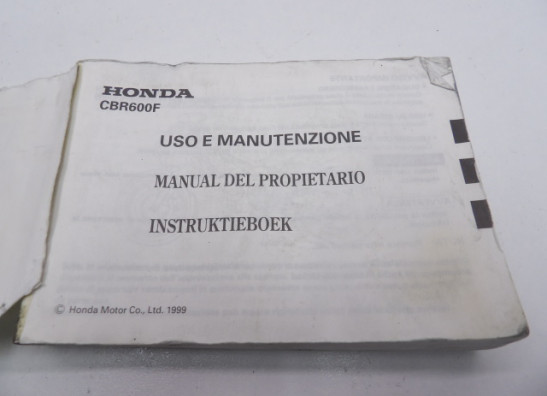 HONDA
CBR600F
USO E MANUTENZIONE
MANUAL DEL PROPIETARIO
INSTRUKTIEBOEK
© Honda Motor Co., Ltd. 1999